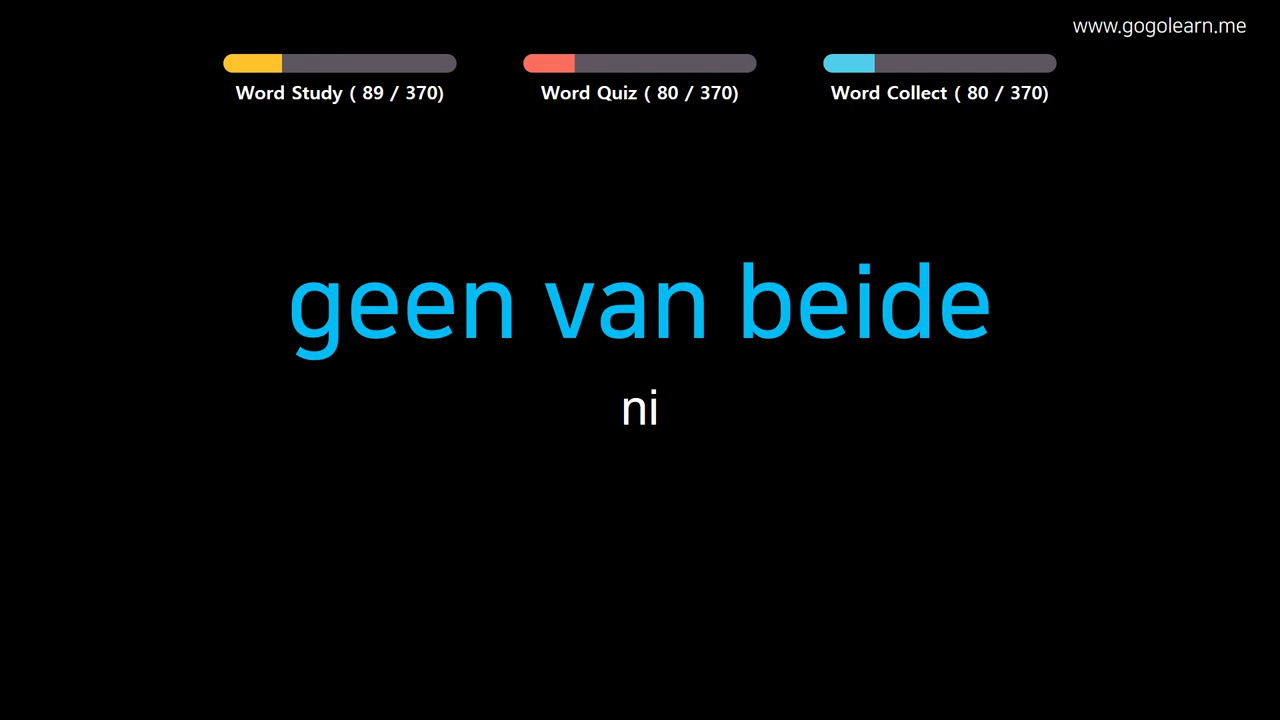 www.gogolearn.me
Word Study ( 89 / 370)
Word Quiz ( 80 / 370)
Word Collect ( 80 / 370)
geen van beide
ni